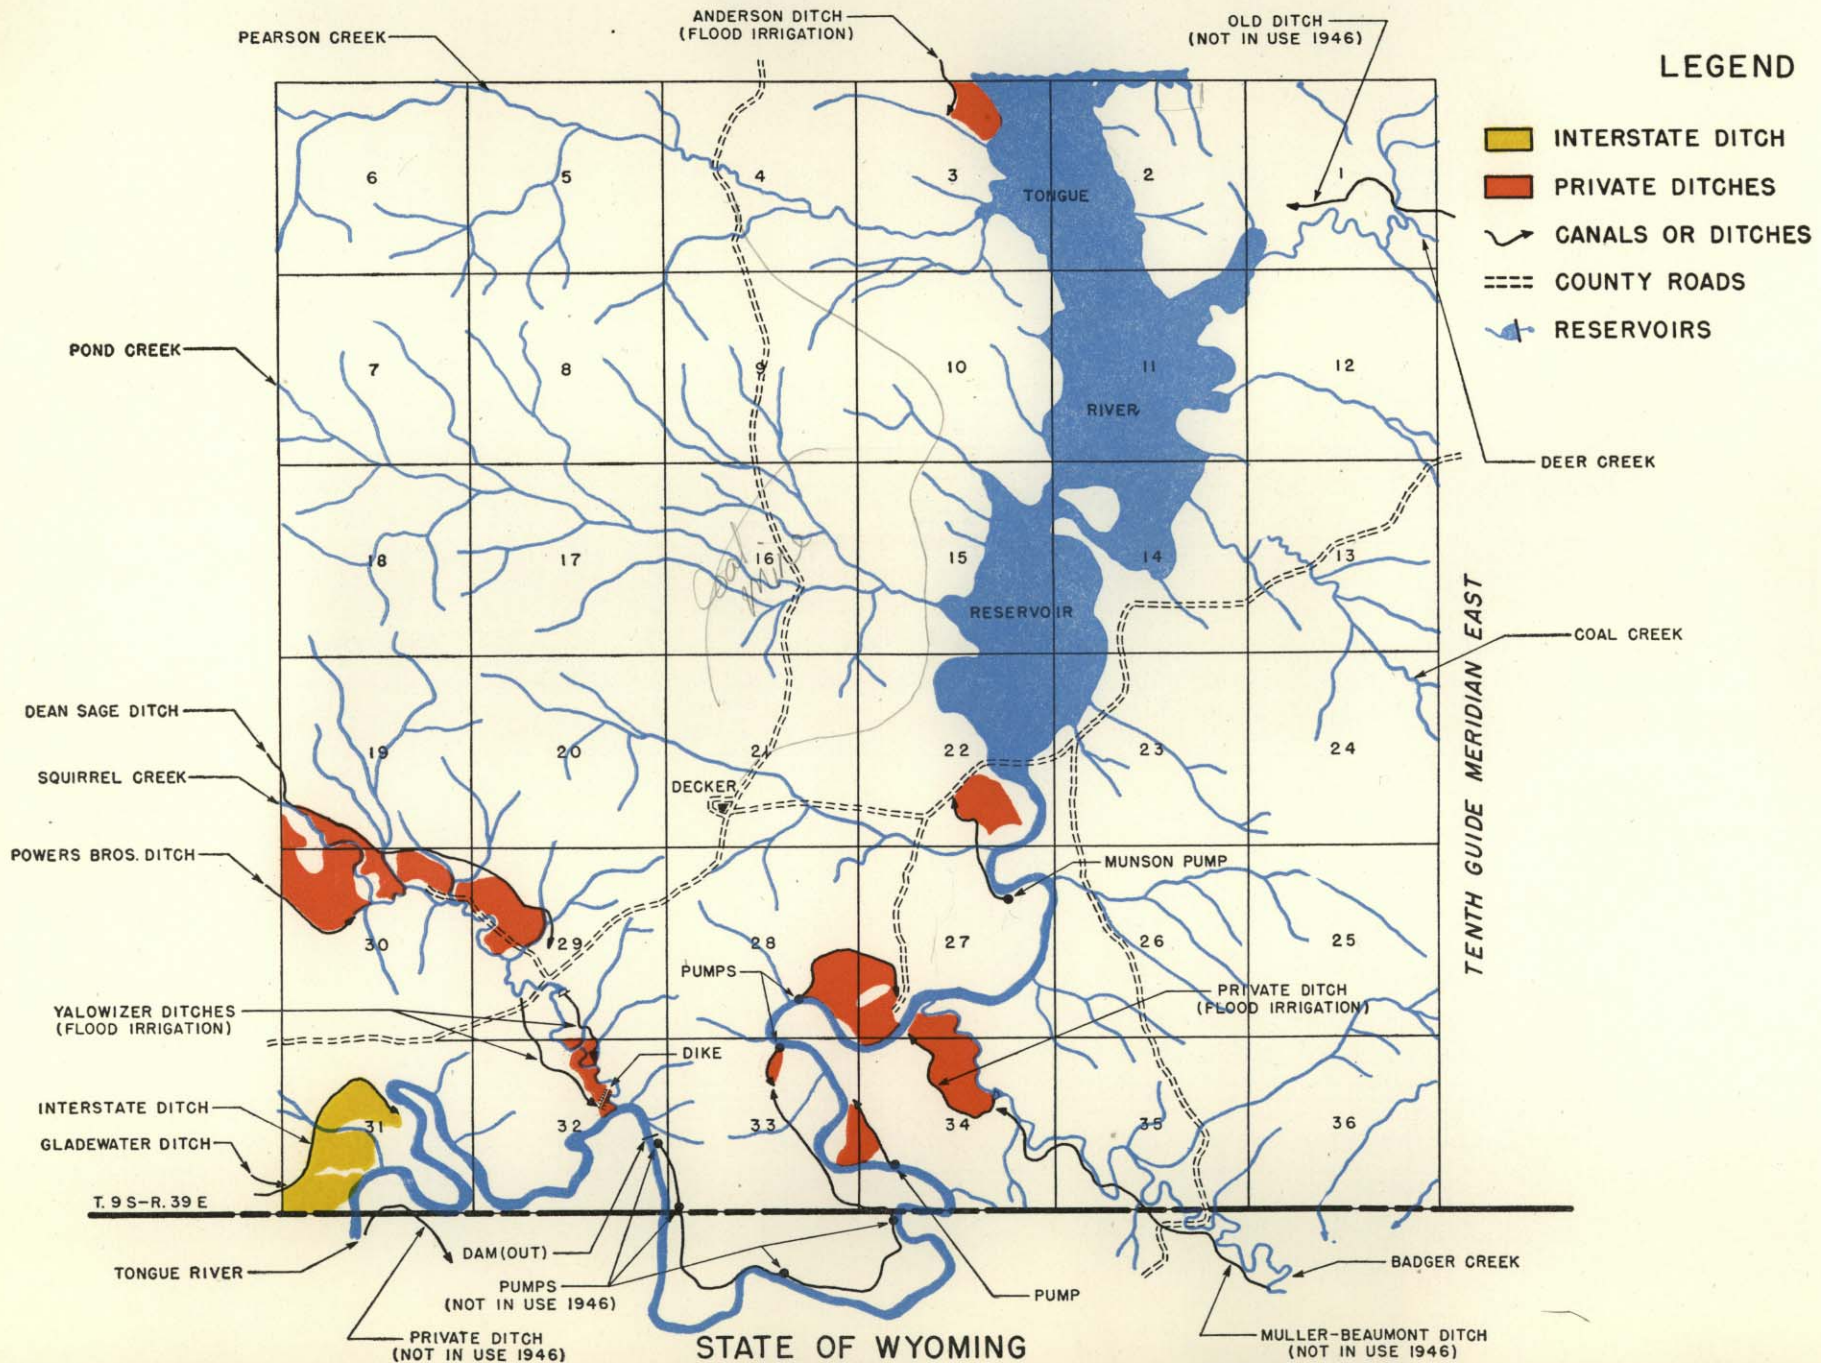 ANDERSON DITCH
(FLOOD IRRIGATION)
OLD DITCH
(NOT IN USE 1946)
PEARSON CREEK
LEGEND
INTERSTATE DITCH
PRIVATE DITCHES
CANALS OR DITCHES
COUNTY ROADS
RESERVOIRS
6
5
4
3
2
1
TONGUE
POND CREEK
7
8
9
10
11
12
RIVER
DEER CREEK
18
17
16
15
14
13
Coal
mine
RESERVOIR
COAL CREEK
TENTH GUIDE MERIDIAN EAST
DEAN SAGE DITCH
19
20
21
22
23
24
SQUIRREL CREEK
DECKER
POWERS BROS. DITCH
MUNSON PUMP
30
29
28
27
26
25
PUMPS
PRIVATE DITCH
(FLOOD IRRIGATION)
YALOWIZER DITCHES
(FLOOD IRRIGATION)
DIKE
INTERSTATE DITCH
31
32
33
34
35
36
GLADEWATER DITCH
T. 9 S-R. 39 E
DAM(OUT)
TONGUE RIVER
BADGER CREEK
PUMPS
(NOT IN USE 1946)
PUMP
PRIVATE DITCH
(NOT IN USE 1946)
STATE OF WYOMING
MULLER-BEAUMONT DITCH
(NOT IN USE 1946)